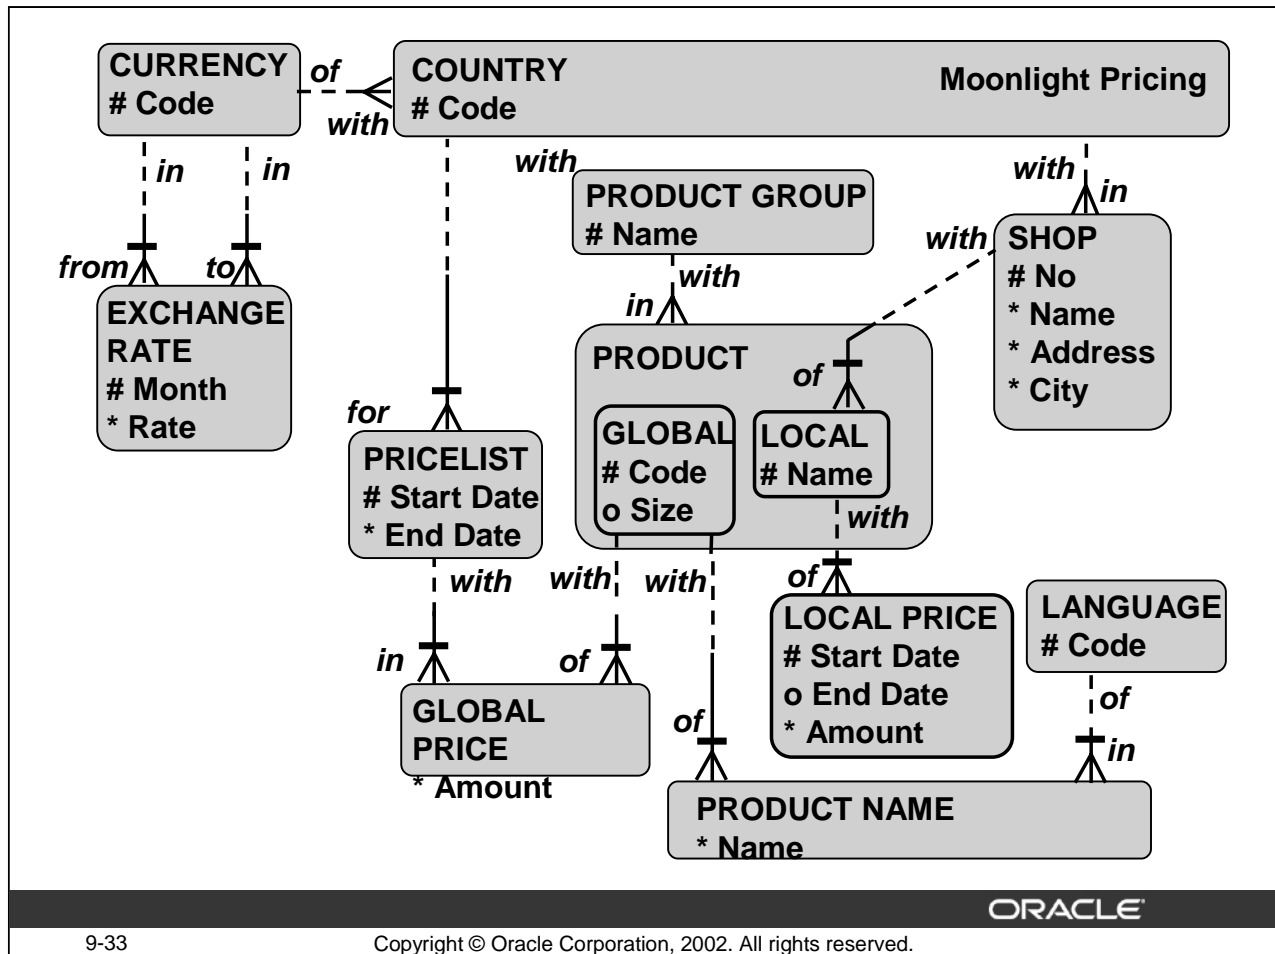 CURRENCY
# Code
of
with
COUNTRY
# Code
Moonlight Pricing
in
in
from
to
EXCHANGE
RATE
# Month
* Rate
with
PRODUCT GROUP
# Name
with
in
with
in
with
SHOP
# No
* Name
* Address
* City
PRODUCT
of
GLOBAL
# Code
o Size
LOCAL
# Name
for
PRICELIST
# Start Date
* End Date
with
with
with
with
in
of
of
of
GLOBAL
PRICE
* Amount
LOCAL PRICE
# Start Date
o End Date
* Amount
LANGUAGE
# Code
of
in
PRODUCT NAME
* Name
ORACLE®
9-33
Copyright © Oracle Corporation, 2002. All rights reserved.